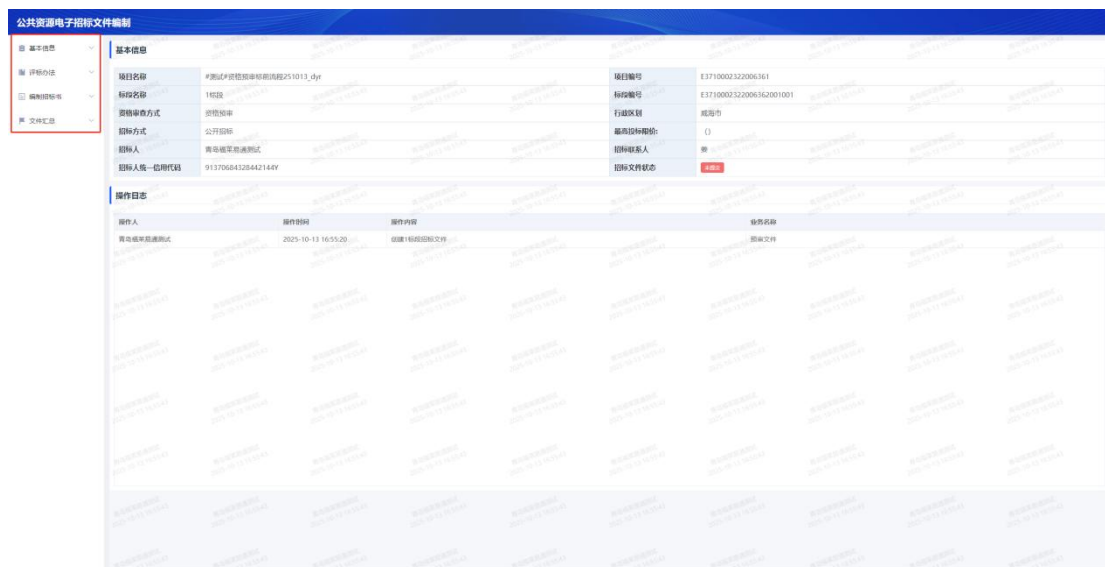 公共资源电子招标文件编制
基本信息
评标办法
编制招标书
文件汇总
基本信息
项目名称 #测试#资格预审标前流程251013_dyr 项目编号 E3710002322006361
标段名称 1标段 标段编号 E3710002322006362001001
资格审查方式 资格预审 行政区划 威海市
招标方式 公开招标 最高投标限价: ()
招标人 青岛福莱易通测试 招标联系人
招标人统一信用代码 91370684328442144Y 招标文件状态 未提交
操作日志
操作人 操作时间 操作内容 业务名称
青岛福莱易通测试 2025-10-13 16:55:20 创建1标段招标文件 预审文件